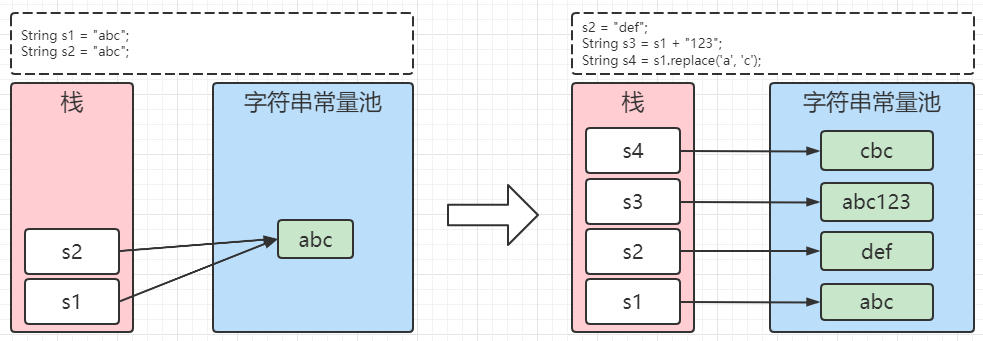 String s1 = "abc";
String s2 = "abc";
栈
字符串常量池
s2
s1
abc
s2 = "def";
String s3 = s1 + "123";
String s4 = s1.replace('a', 'c');
栈
字符串常量池
s4
cbc
s3
abc123
s2
def
s1
abc